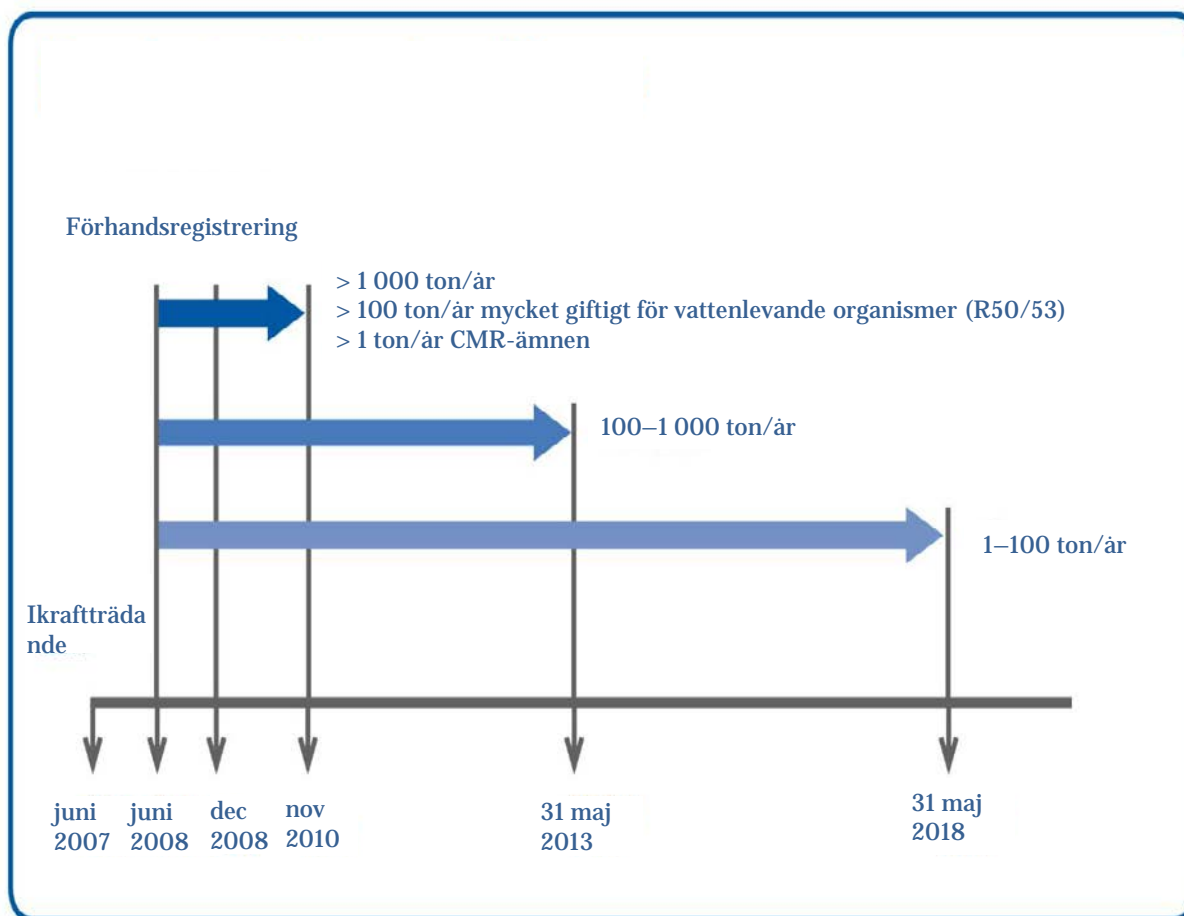 Förhandsregistrering
> 1 000 ton/år
> 100 ton/år mycket giftigt för vattenlevande organismer (R50/53)
> 1 ton/år CMR-ämnen
100–1 000 ton/år
1–100 ton/år
Ikraftträda
nde
juni
2007
juni
2008
dec
2008
nov
2010
31 maj
2013
31 maj
2018